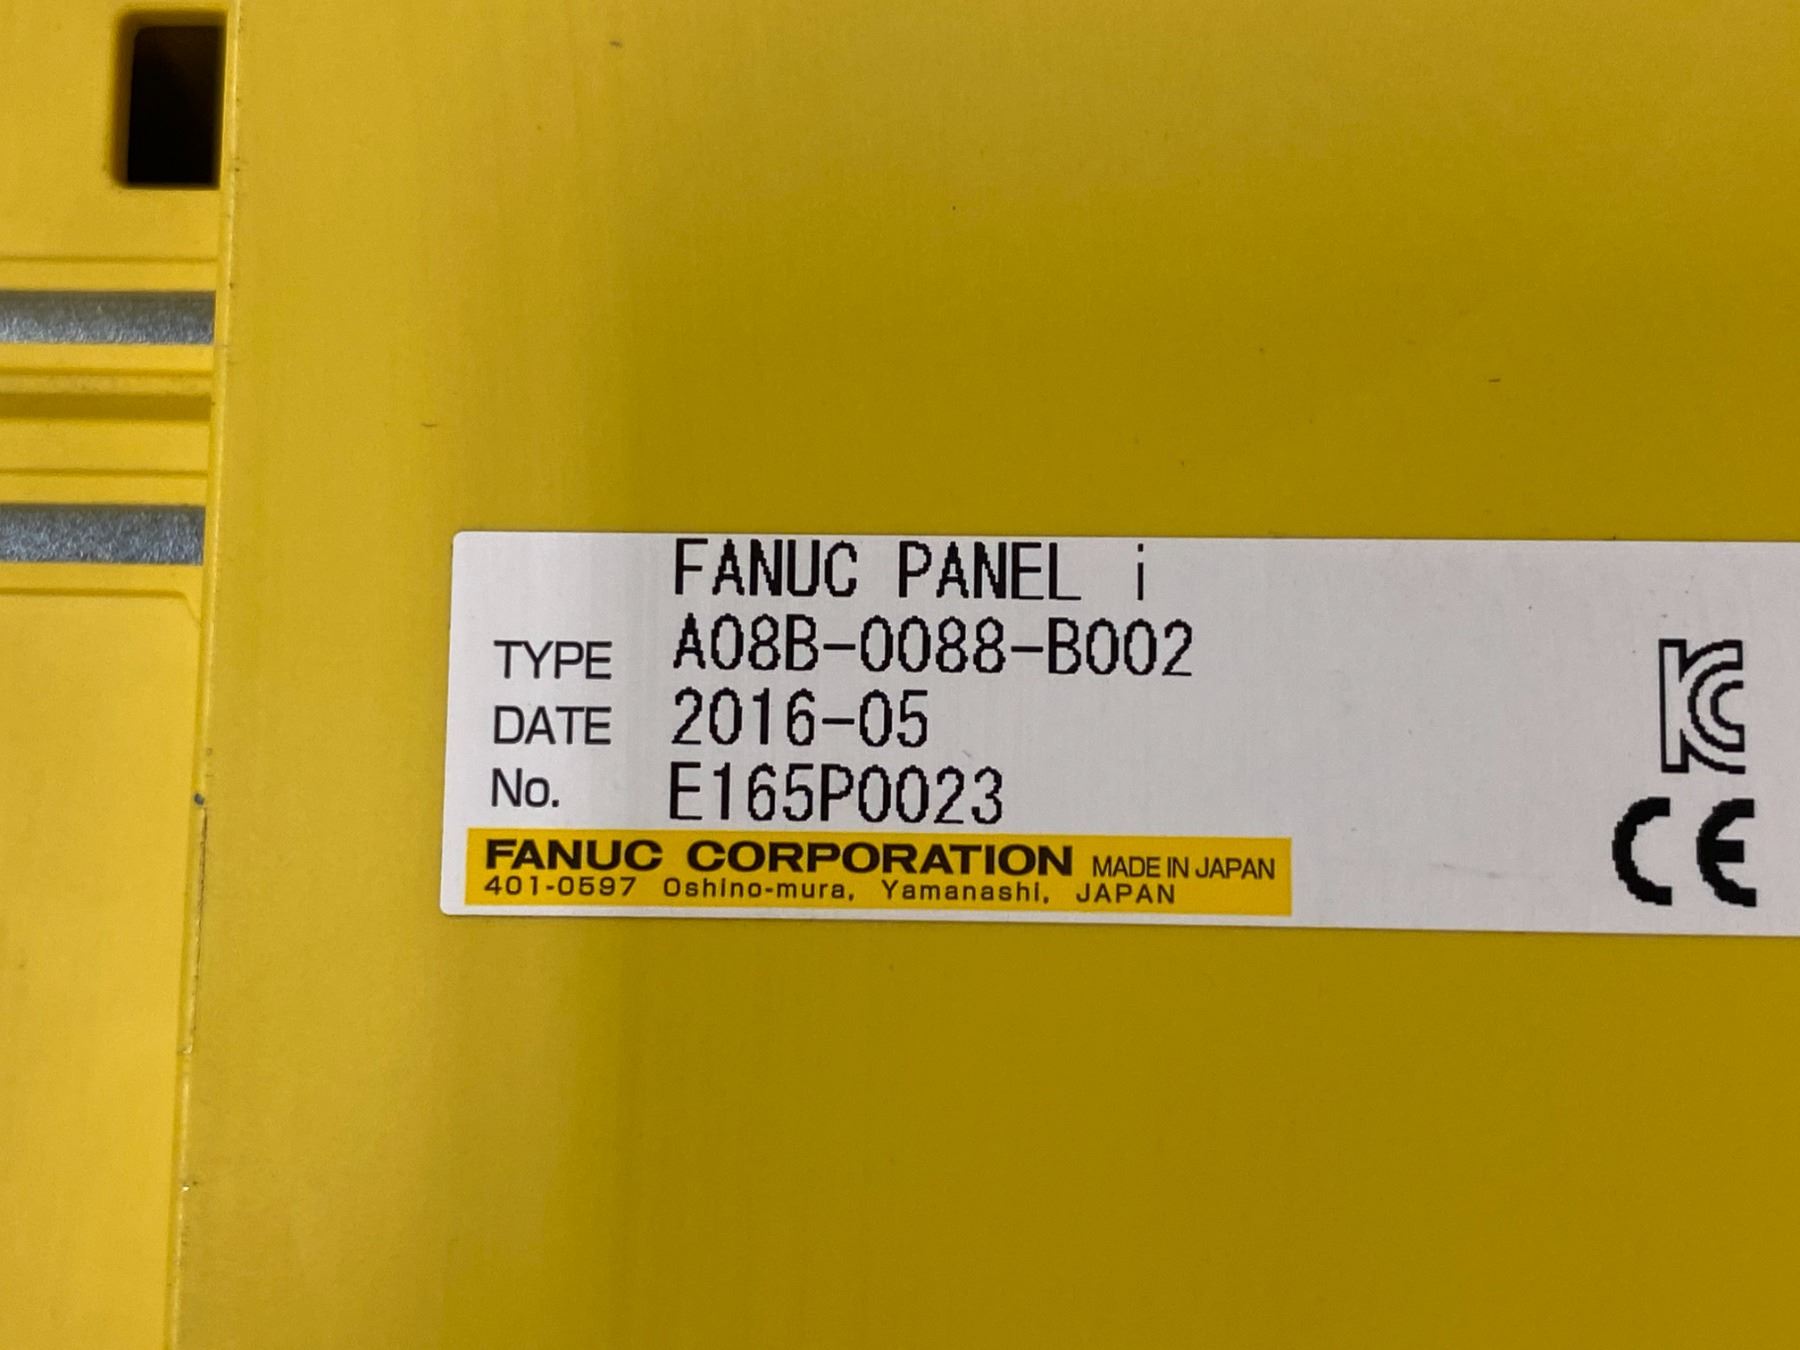 FANUC PANEL i
TYPE A08B-0088-B002
DATE 2016-05
No. E165P0023
FANUC CORPORATION MADE IN JAPAN
401-0597 Oshino-mura, Yamanashi, JAPAN
KC
CE